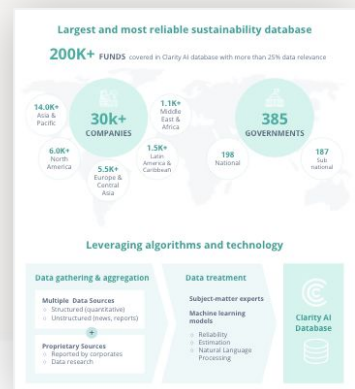 Largest and most reliable sustainability database
200K+ FUNDS covered in Clarity AI database with more than 25% data relevance
14.0K+
Asia &
Pacific
6.0K+
North
America
30k+
COMPANIES
5.5K+
Europe &
Central
Asia
1.1K+
Middle
East &
Africa
1.5K+
Latin
America &
Caribbean
385
GOVERNMENTS
198
National
187
Sub
national
Leveraging algorithms and technology
Data gathering & aggregation
Multiple Data Sources
Structured (quantitative)
Unstructured (news, reports)
+
Proprietary Sources
Reported by corporates
Data research
Data treatment
Subject-matter experts
Machine learning
models
Reliability
Estimation
Natural Language
Processing
Clarity AI
Database